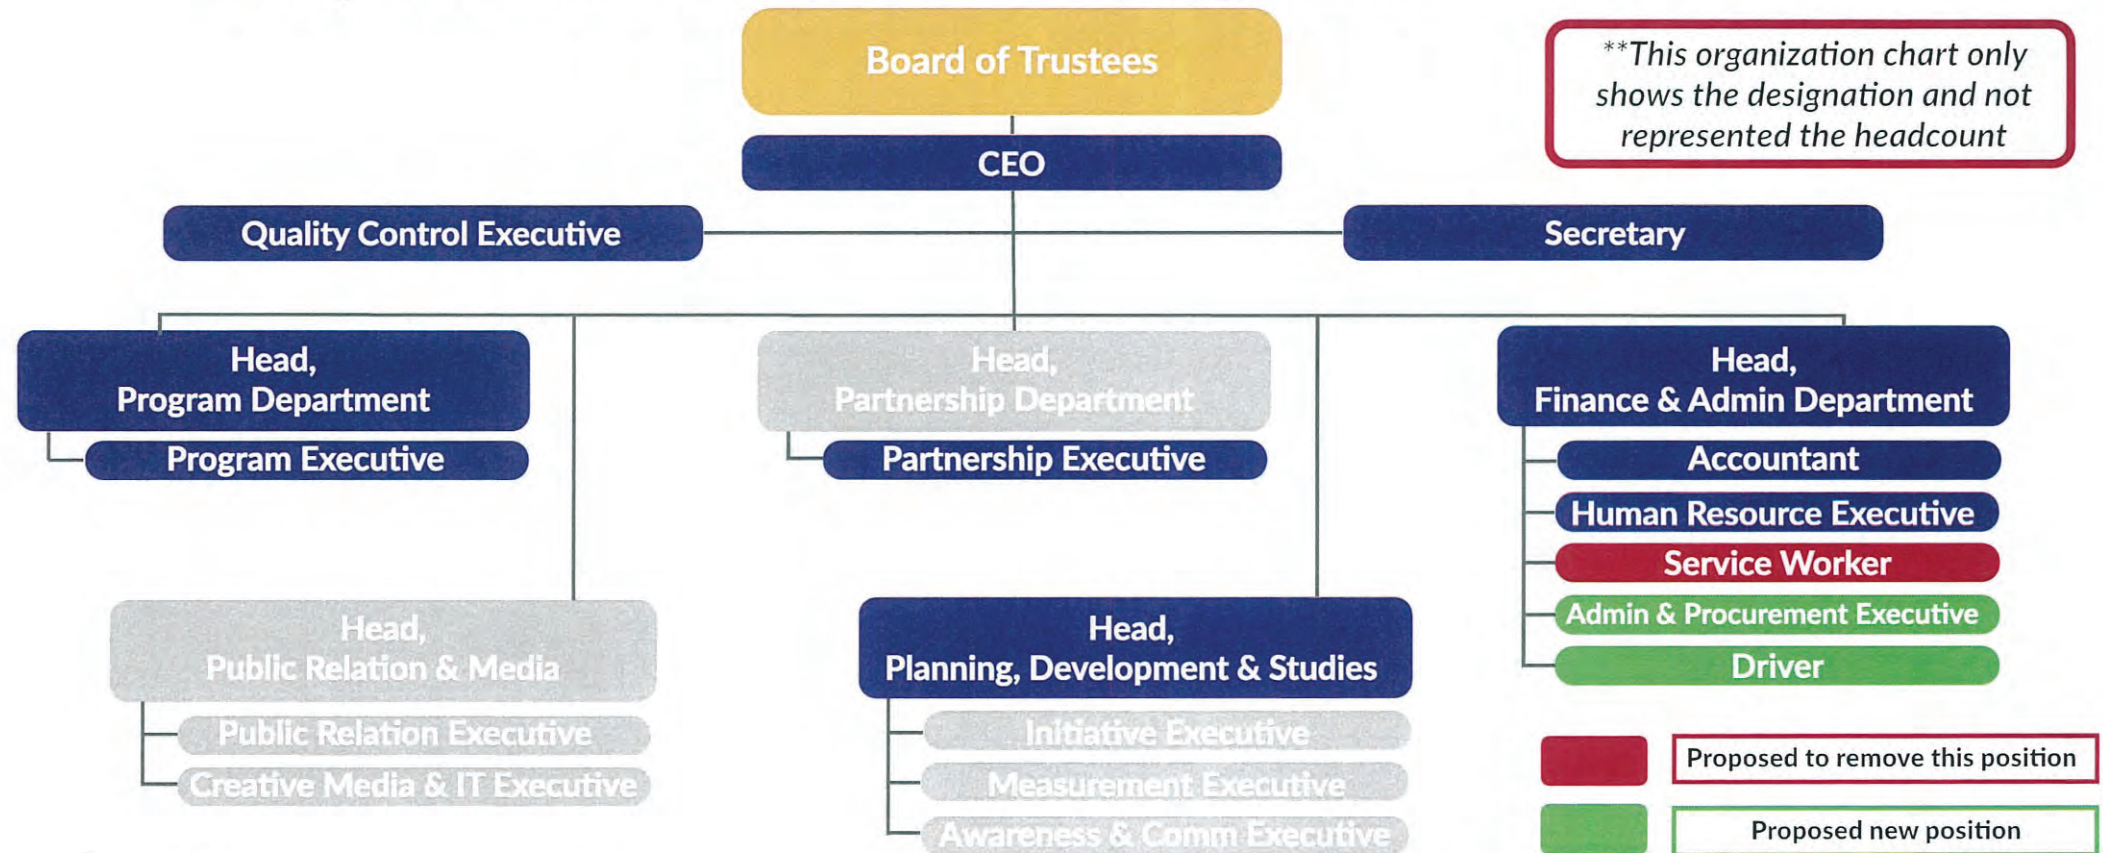 Board of Trustees
**This organization chart only
shows the designation and not
represented the headcount
CEO
Quality Control Executive
Secretary
Head,
Program Department
Program Executive
Head,
Partnership Department
Partnership Executive
Head,
Finance & Admin Department
Accountant
Human Resource Executive
Service Worker
Admin & Procurement Executive
Driver
Head,
Public Relation & Media
Public Relation Executive
Creative Media & IT Executive
Head,
Planning, Development & Studies
Initiative Executive
Measurement Executive
Awareness & Comm Executive
Proposed to remove this position
Proposed new position